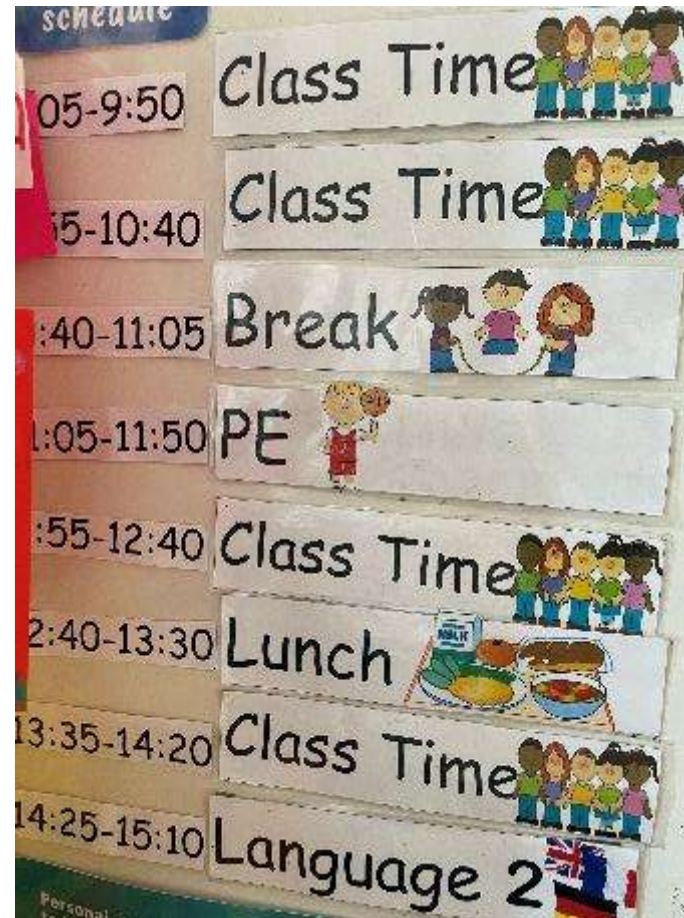 schedule
05-9:50 Class Time
55-10:40 Class Time
:40-11:05 Break
1:05-11:50 PE
:55-12:40 Class Time
2:40-13:30 Lunch
MILK
13:35-14:20 Class Time
14:25-15:10 Language 2
Personal